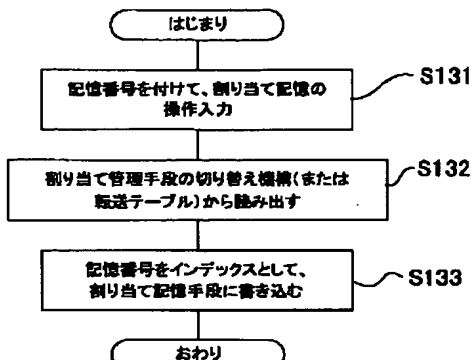 はじまり
記憶番号を付けて、割り当て記憶の
操作入力
S131
割り当て管理手段の切り替え機構(または
転送テーブル)から読み出す
S132
記憶番号をインデックスとして、
割り当て記憶手段に書き込む
S133
おわり